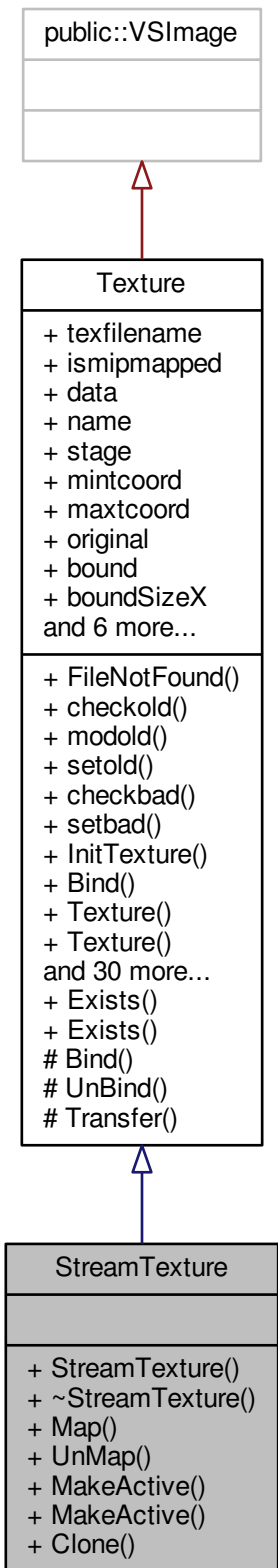 public::VSImage
Texture
+ texfilename
+ ismipmapped
+ data
+ name
+ stage
+ mintcoord
+ maxtcoord
+ original
+ bound
+ boundSizeX
and 6 more...
+ FileNotFound()
+ checkold()
+ modold()
+ setold()
+ checkbad()
+ setbad()
+ InitTexture()
+ Bind()
+ Texture()
+ Texture()
and 30 more...
+ Exists()
+ Exists()
# Bind()
# UnBind()
# Transfer()
StreamTexture
+ StreamTexture()
+ ~StreamTexture()
+ Map()
+ UnMap()
+ MakeActive()
+ MakeActive()
+ Clone()